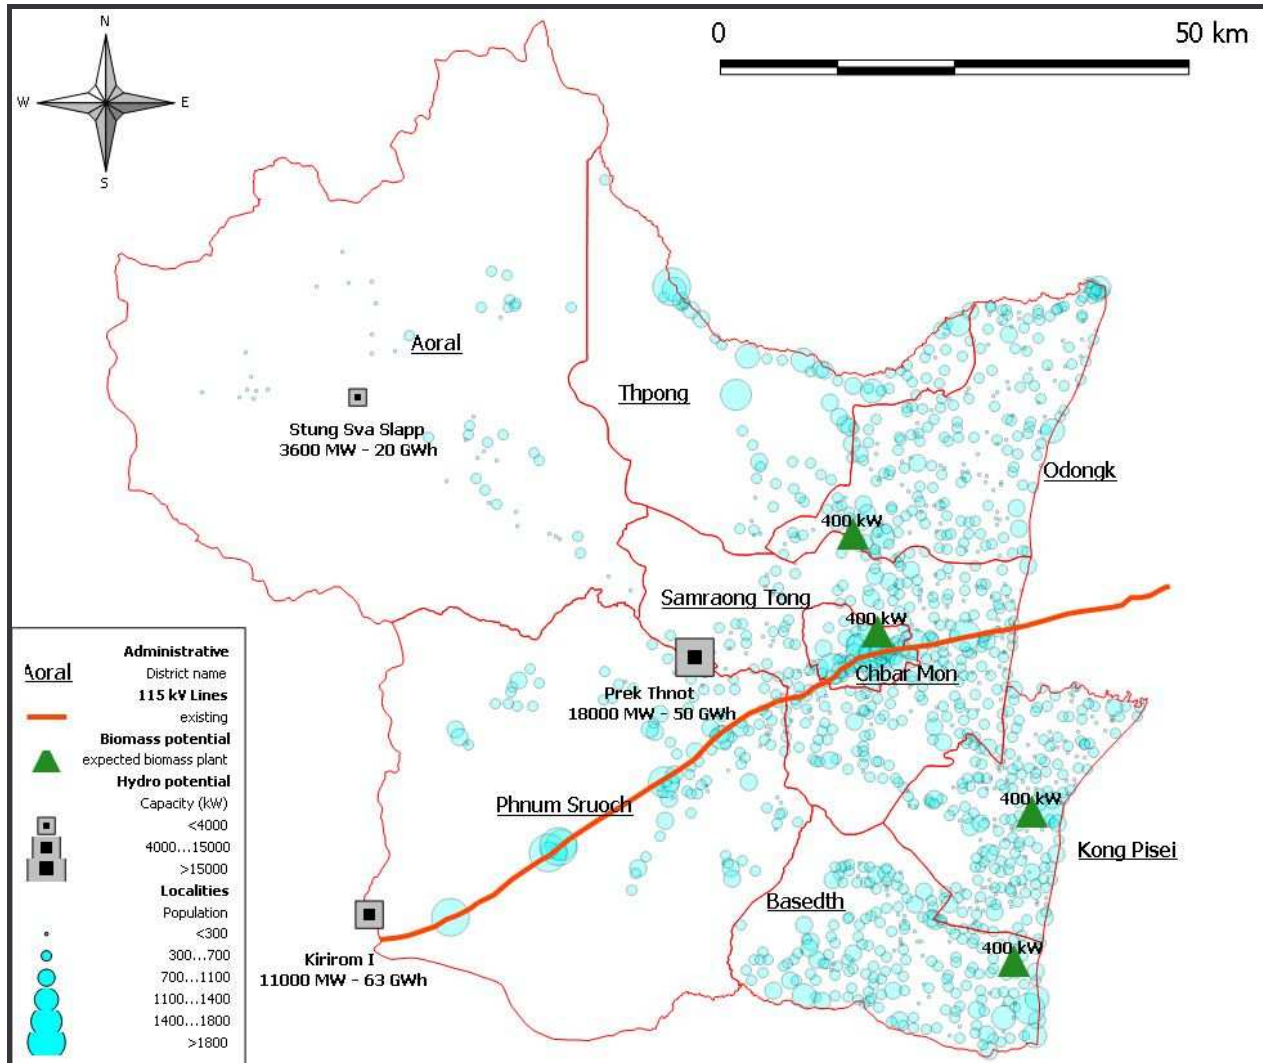 N
W
E
S
0
50 km
Aoral
Stung Sva Slapp
3600 MW - 20 GWh
Thpong
Odongk
400 kW
Samraong Tong
400 kW
Chbar Mon
Prek Thnot
18000 MW - 50 GWh
Phnum Sruoch
400 kW
Kong Pisei
Basedth
400 kW
Kirirom I
11000 MW - 63 GWh
Administrative
Aoral
District name
115 kV Lines
existing
Biomass potential
expected biomass plant
Hydro potential
Capacity (kW)
<4000
4000...15000
>15000
Localities
Population
<300
300...700
700...1100
1100...1400
1400...1800
>1800